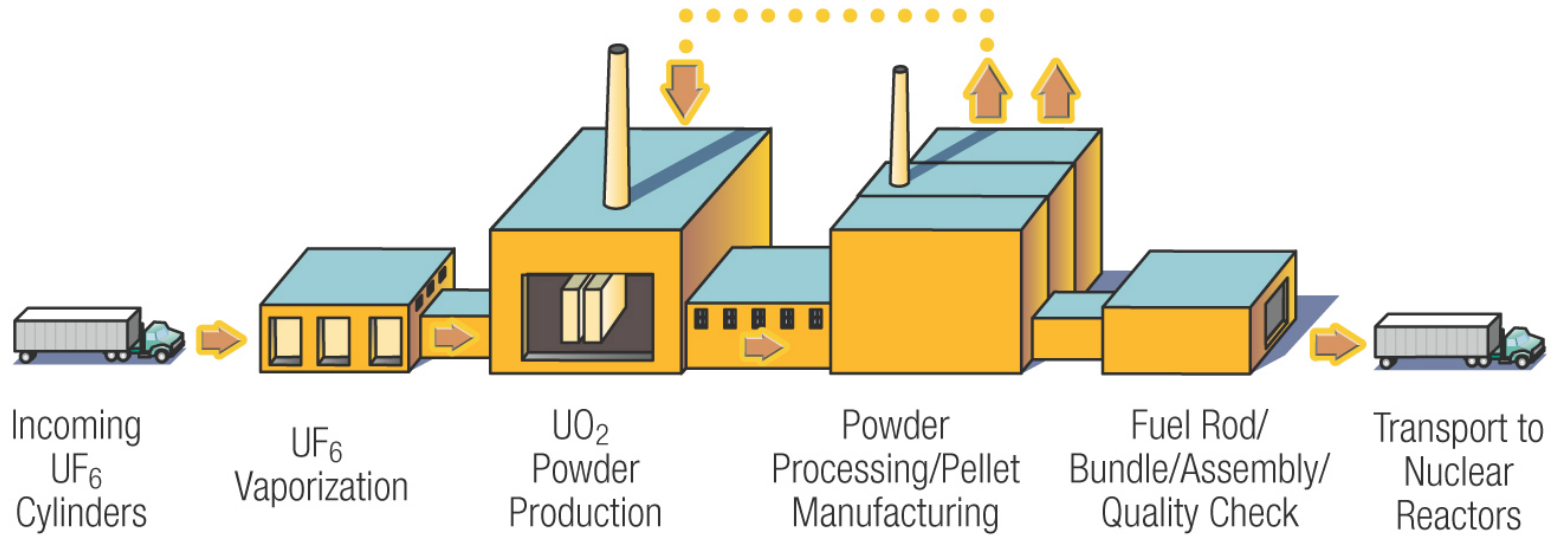 Incoming
UF₆
Cylinders
UF₆
Vaporization
UO₂
Powder
Production
Powder
Processing/Pellet
Manufacturing
Fuel Rod/
Bundle/Assembly/
Quality Check
Transport to
Nuclear
Reactors